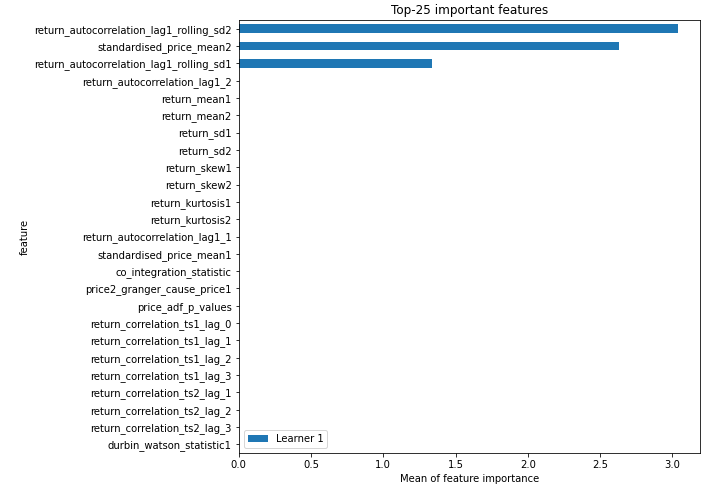 Top-25 important features
return_autocorrelation_lag1_rolling_sd2
standardised_price_mean2
return_autocorrelation_lag1_rolling_sd1
return_autocorrelation_lag1_2
return_mean1
return_mean2
return_sd1
return_sd2
return_skew1
return_skew2
return_kurtosis1
return_kurtosis2
return_autocorrelation_lag1_1
standardised_price_mean1
co_integration_statistic
price2_granger_cause_price1
price_adf_p_values
return_correlation_ts1_lag_0
return_correlation_ts1_lag_1
return_correlation_ts1_lag_2
return_correlation_ts1_lag_3
return_correlation_ts2_lag_1
return_correlation_ts2_lag_2
return_correlation_ts2_lag_3
durbin_watson_statistic1
feature
Learner 1
0.0 0.5 1.0 1.5 2.0 2.5 3.0
Mean of feature importance